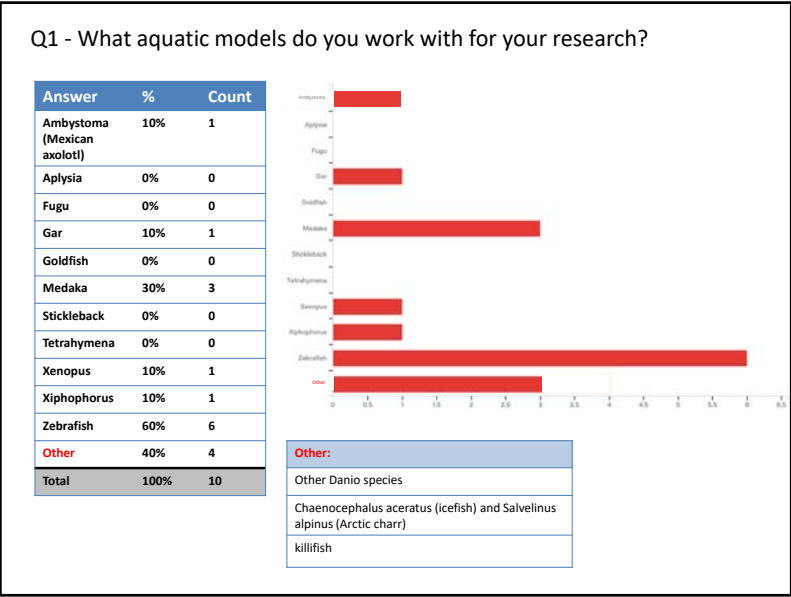 Q1 - What aquatic models do you work with for your research?
Answer % Count
Ambystoma 10% 1
(Mexican
axolotl)
Aplysia 0% 0
Fugu 0% 0
Gar 10% 1
Goldfish 0% 0
Medaka 30% 3
Stickleback 0% 0
Tetrahymena 0% 0
Xenopus 10% 1
Xiphophorus 10% 1
Zebrafish 60% 6
Other 40% 4
Total 100% 10
Ambystoma
Aplysia
Fugu
Gar
Goldfish
Medaka
Stickleback
Tetrahymena
Xenopus
Xiphophorus
Zebrafish
Other
0 0.5 1 1.5 2 2.5 3 3.5 4 4.5 5 5.5 6 6.5
Other:
Other Danio species
Chaenocephalus aceratus (icefish) and Salvelinus
alpinus (Arctic charr)
killifish